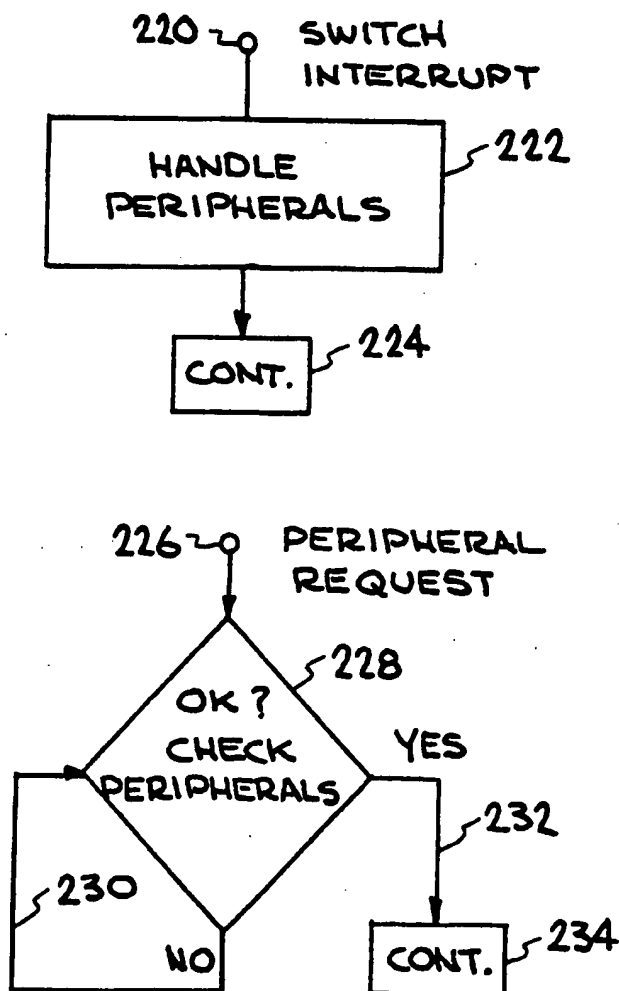 220 SWITCH
INTERRUPT
222
HANDLE
PERIPHERALS
224
CONT.
226 PERIPHERAL
REQUEST
228
OK?
CHECK
PERIPHERALS
YES
232
230
NO
CONT.
234